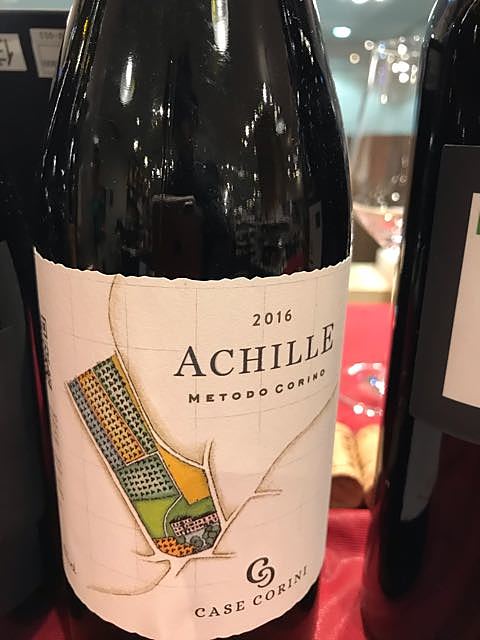 2016
ACHILLE
METODO CORINO
CASE CORINI